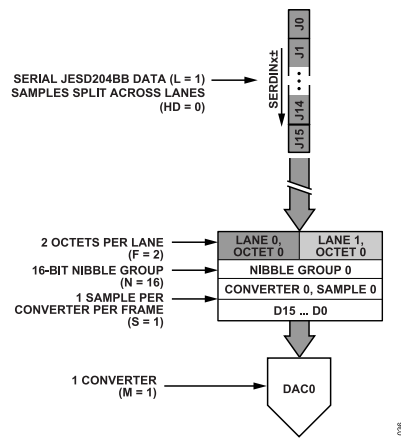 J0
J1
SERIAL JESD204BB DATA (L = 1)
SAMPLES SPLIT ACROSS LANES
(HD = 0)
SERDINx±
J14
J15
2 OCTETS PER LANE
(F = 2)
LANE 0,
OCTET 0
LANE 1,
OCTET 0
16-BIT NIBBLE GROUP
(N = 16)
NIBBLE GROUP 0
1 SAMPLE PER
CONVERTER PER FRAME
(S = 1)
CONVERTER 0, SAMPLE 0
D15 ... D0
1 CONVERTER
(M = 1)
DAC0
036